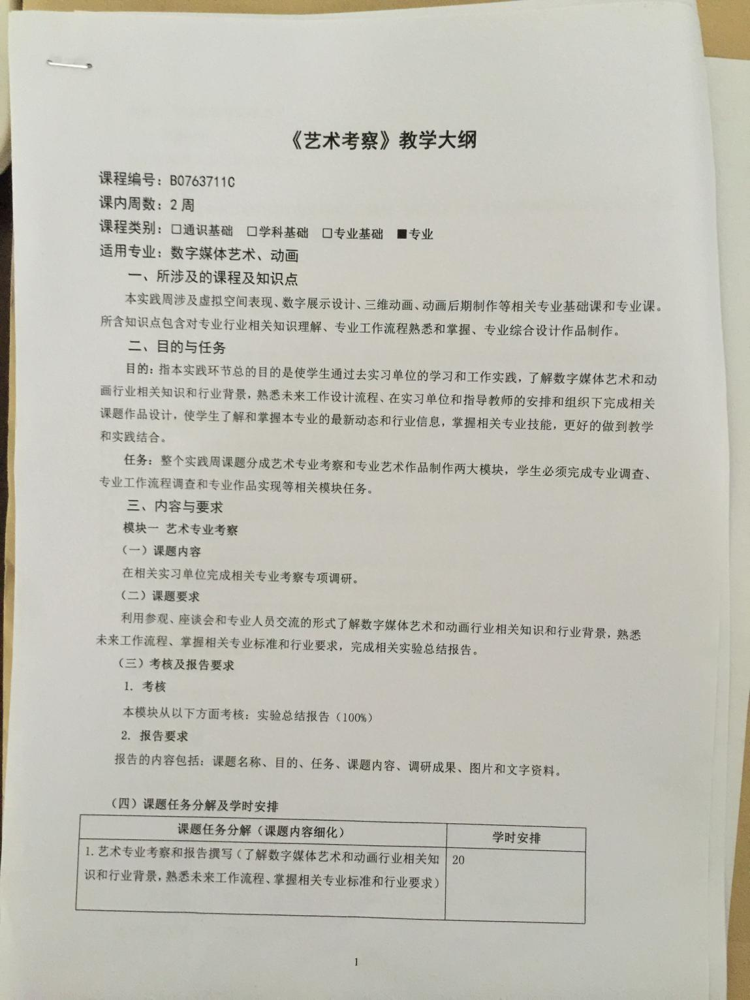 《艺术考察》教学大纲
课程编号：B0763711C
课内周数：2 周
课程类别：□通识基础 □学科基础 □专业基础 ■专业
适用专业：数字媒体艺术、动画
一、所涉及的课程及知识点
本实践周涉及虚拟空间表现、数字展示设计、三维动画、动画后期制作等相关专业基础课和专业课。
所含知识点包含对专业行业相关知识理解、专业工作流程熟悉和掌握、专业综合设计作品制作。
二、目的与任务
目的：指本实践环节总的目的是使学生通过去实习单位的学习和工作实践，了解数字媒体艺术和动
画行业相关知识和行业背景，熟悉未来工作设计流程、在实习单位和指导教师的安排和组织下完成相关
课题作品设计，使学生了解和掌握本专业的最新动态和行业信息，掌握相关专业技能，更好的做到教学
和实践结合。
任务：整个实践周课题分成艺术专业考察和专业艺术作品制作两大模块，学生必须完成专业调查、
专业工作流程调查和专业作品实现等相关模块任务。
三、内容与要求
模块一 艺术专业考察
（一）课题内容
在相关实习单位完成相关专业考察专项调研。
（二）课题要求
利用参观、座谈会和专业人员交流的形式了解数字媒体艺术和动画行业相关知识和行业背景，熟悉
未来工作流程、掌握相关专业标准和行业要求，完成相关实验总结报告。
（三）考核及报告要求
1. 考核
本模块从以下方面考核：实验总结报告（100%）
2. 报告要求
报告的内容包括：课题名称、目的、任务、课题内容、调研成果、图片和文字资料。
（四）课题任务分解及学时安排
课题任务分解（课题内容细化） 学时安排
1.艺术专业考察和报告撰写（了解数字媒体艺术和动画行业相关知 20
识和行业背景，熟悉未来工作流程、掌握相关专业标准和行业要求）
1